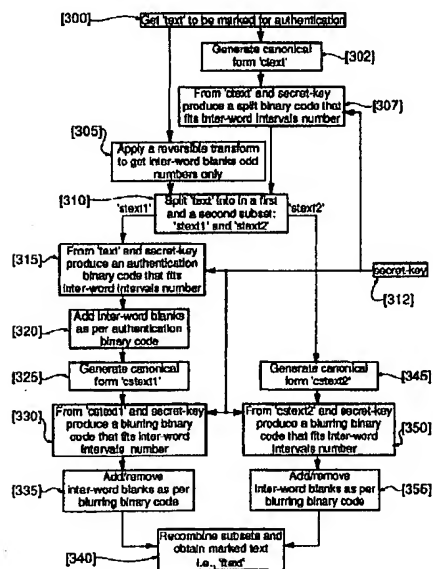 [300]
Get 'text' to be marked for authentication
Generate canonical
form 'ctext'
[302]
From 'ctext' and secret-key
produce a split binary code that
fits inter-word intervals number
[307]
[305]
Apply a reversible transform
to get inter-word blanks odd
numbers only
[310]
Split 'text' into in a first
and a second subset:
'stext1' and 'stext2'
'stext1'
'stext2'
[315]
From 'text' and secret-key
produce an authentication
binary code that fits
inter-word intervals number
secret-key
[312]
[320]
Add inter-word blanks
as per authentication
binary code
[325]
Generate canonical
form 'cstext1'
Generate canonical
form 'cstext2'
[345]
[330]
From 'cstext1' and secret-key
produce a blurring binary
code that fits inter-word
intervals number
From 'cstext2' and secret-key
produce a blurring binary
code that fits inter-word
intervals number
[350]
[335]
Add/remove
inter-word blanks as per
blurring binary code
Add/remove
inter-word blanks as per
blurring binary code
[355]
[340]
Recombine subsets and
obtain marked text
i.e., 'ftext'